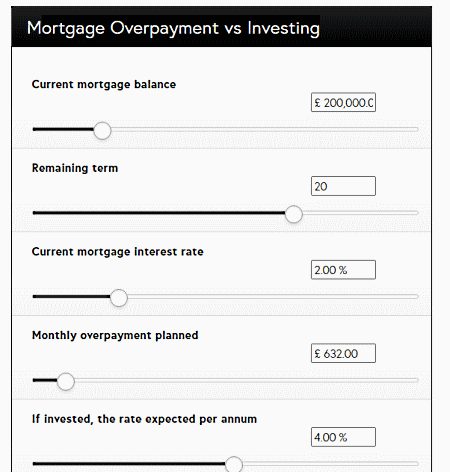 Mortgage Overpayment vs Investing
Current mortgage balance
£ 200,000.0
Remaining term
20
Current mortgage interest rate
2.00 %
Monthly overpayment planned
£ 632.00
If invested, the rate expected per annum
4.00 %